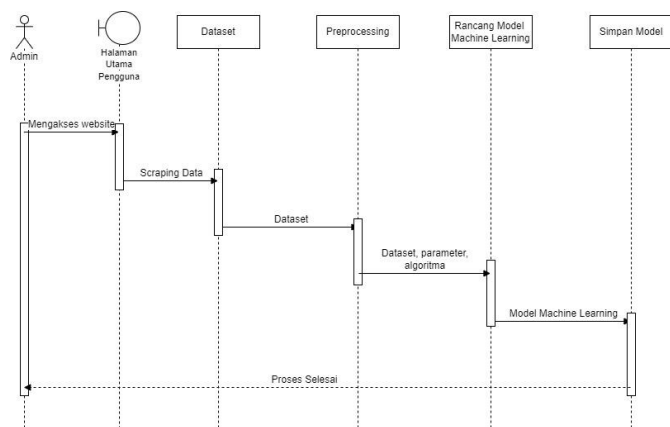 Admin
Halaman
Utama
Pengguna
Dataset
Preprocessing
Rancang Model
Machine Learning
Simpan Model
Mengakses website
Scraping Data
Dataset
Dataset, parameter,
algoritma
Model Machine Learning
Proses Selesai